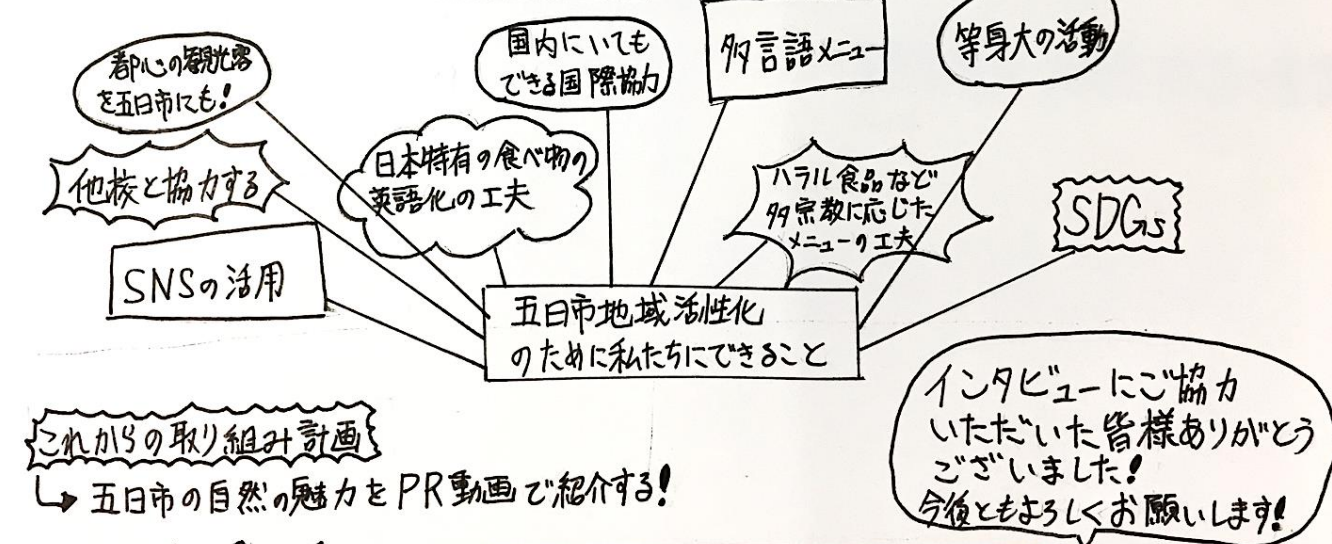 都心の観光客
を五日市にも!
国内にいても
できる国際協力
多言語メニュー
等身大の活動
他校と協力する
日本特有の食べ物の
英語化の工夫
ハラル食品など
多宗教に応じた
メニューの工夫
SDGs
SNSの活用
五日市地域活性化
のために私たちにできること
これからの取り組み計画
→ 五日市の自然の魅力をPR動画で紹介する!
インタビューにご協力
いただいた皆様ありがとう
ございました!
今後ともよろしくお願いします!